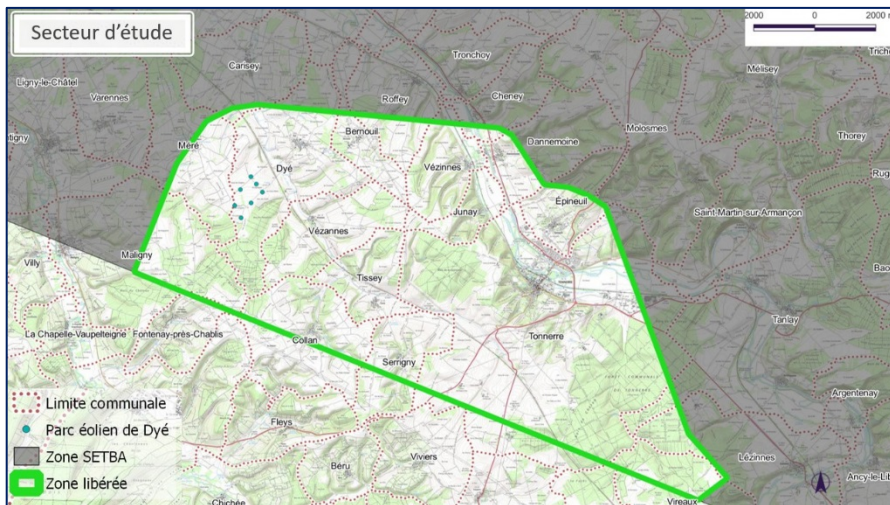 Secteur d'étude
2000 0 2000 m
Tronchoy
Carisey
Mélisey
Ligny-le-Châtel
Varennes
Roffey
Cheney
Molosmes
Thorey
Bernouil
Dannemoine
Méré
Dyé
Vézinnes
Épineuil
Junay
Saint-Martin sur Armançon
Vézannes
Maligny
Villy
Tissey
Tanlay
La Chapelle-Vaupelteigne
Fontenay-près-Chablis
Collan
Tonnerre
Serrigny
Argentenay
Limite communale
Parc éolien de Dyé
Fleys
Zone SETBA
Viviers
Béru
Lézinnes
Zone libérée
Chichée
Vireaux